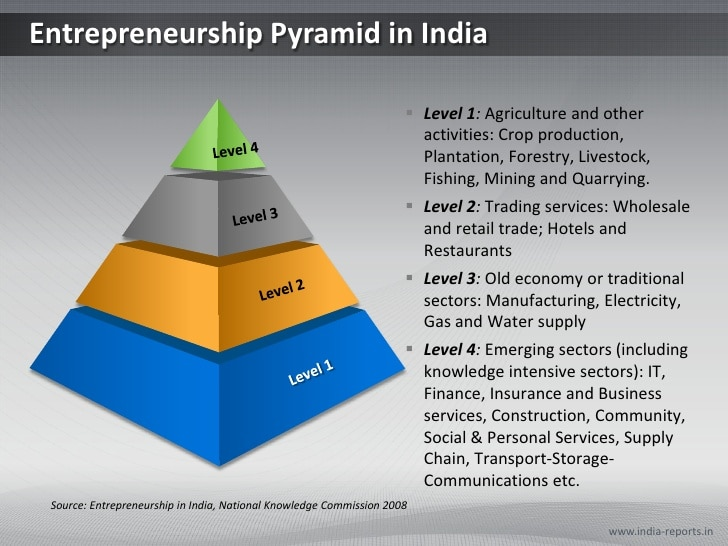 Entrepreneurship Pyramid in India
Level 4
Level 3
Level 2
Level 1
▪ Level 1: Agriculture and other
activities: Crop production,
Plantation, Forestry, Livestock,
Fishing, Mining and Quarrying.
▪ Level 2: Trading services: Wholesale
and retail trade; Hotels and
Restaurants
▪ Level 3: Old economy or traditional
sectors: Manufacturing, Electricity,
Gas and Water supply
▪ Level 4: Emerging sectors (including
knowledge intensive sectors): IT,
Finance, Insurance and Business
services, Construction, Community,
Social & Personal Services, Supply
Chain, Transport-Storage-
Communications etc.
Source: Entrepreneurship in India, National Knowledge Commission 2008
www.india-reports.in